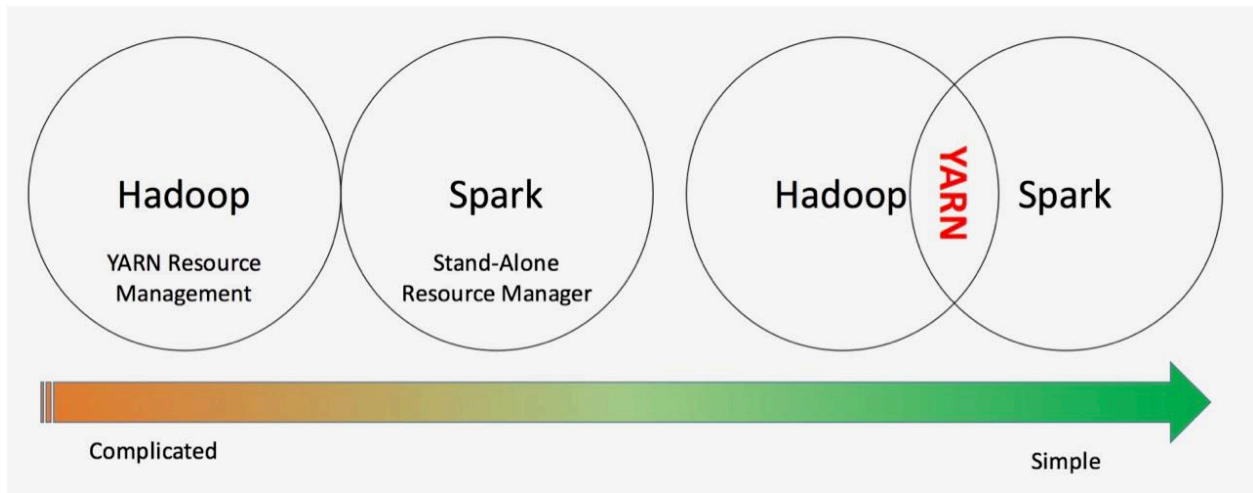 Hadoop
YARN Resource
Management
Spark
Stand-Alone
Resource Manager
Hadoop
YARN
Spark
Complicated
Simple